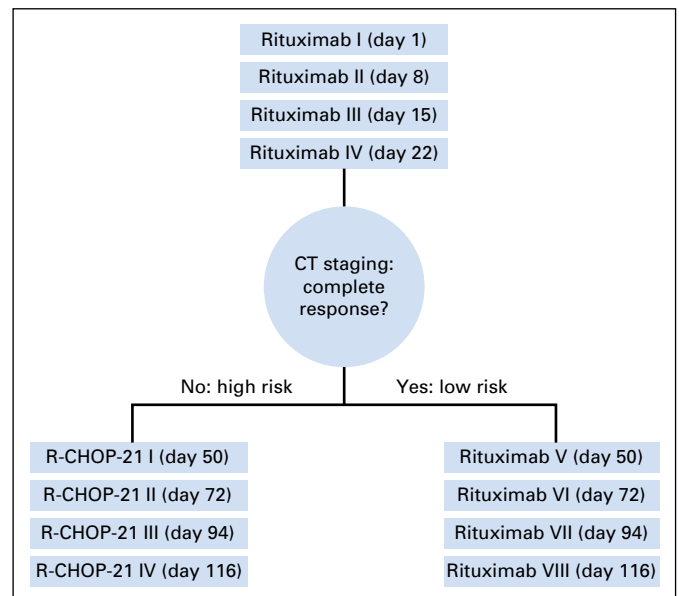 Rituximab I (day 1)
Rituximab II (day 8)
Rituximab III (day 15)
Rituximab IV (day 22)
CT staging:
complete
response?
No: high risk
Yes: low risk
R-CHOP-21 I (day 50)
R-CHOP-21 II (day 72)
R-CHOP-21 III (day 94)
R-CHOP-21 IV (day 116)
Rituximab V (day 50)
Rituximab VI (day 72)
Rituximab VII (day 94)
Rituximab VIII (day 116)